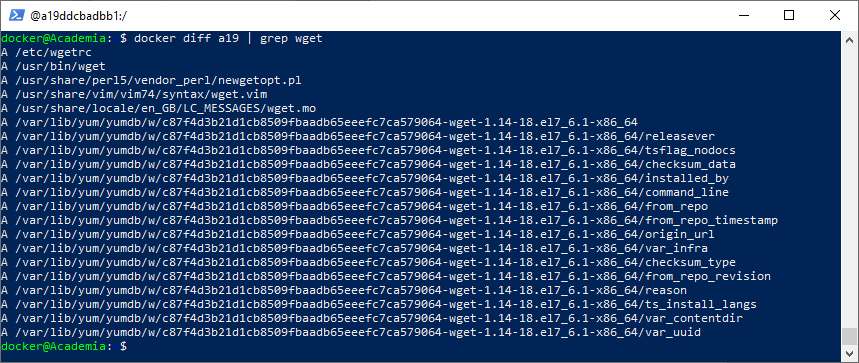 @a19ddcbadbb1:/
docker@Academia: $ docker diff a19 | grep wget
A /etc/wgetrc
A /usr/bin/wget
A /usr/share/perl5/vendor_perl/newgetopt.pl
A /usr/share/vim/vim74/syntax/wget.vim
A /usr/share/locale/en_GB/LC_MESSAGES/wget.mo
A /var/lib/yum/yumdb/w/c87f4d3b21d1cb8509fbaadb65eeefc7ca579064-wget-1.14-18.el7_6.1-x86_64
A /var/lib/yum/yumdb/w/c87f4d3b21d1cb8509fbaadb65eeefc7ca579064-wget-1.14-18.el7_6.1-x86_64/releasever
A /var/lib/yum/yumdb/w/c87f4d3b21d1cb8509fbaadb65eeefc7ca579064-wget-1.14-18.el7_6.1-x86_64/tsflag_nodocs
A /var/lib/yum/yumdb/w/c87f4d3b21d1cb8509fbaadb65eeefc7ca579064-wget-1.14-18.el7_6.1-x86_64/checksum_data
A /var/lib/yum/yumdb/w/c87f4d3b21d1cb8509fbaadb65eeefc7ca579064-wget-1.14-18.el7_6.1-x86_64/installed_by
A /var/lib/yum/yumdb/w/c87f4d3b21d1cb8509fbaadb65eeefc7ca579064-wget-1.14-18.el7_6.1-x86_64/command_line
A /var/lib/yum/yumdb/w/c87f4d3b21d1cb8509fbaadb65eeefc7ca579064-wget-1.14-18.el7_6.1-x86_64/from_repo
A /var/lib/yum/yumdb/w/c87f4d3b21d1cb8509fbaadb65eeefc7ca579064-wget-1.14-18.el7_6.1-x86_64/from_repo_timestamp
A /var/lib/yum/yumdb/w/c87f4d3b21d1cb8509fbaadb65eeefc7ca579064-wget-1.14-18.el7_6.1-x86_64/origin_url
A /var/lib/yum/yumdb/w/c87f4d3b21d1cb8509fbaadb65eeefc7ca579064-wget-1.14-18.el7_6.1-x86_64/var_infra
A /var/lib/yum/yumdb/w/c87f4d3b21d1cb8509fbaadb65eeefc7ca579064-wget-1.14-18.el7_6.1-x86_64/checksum_type
A /var/lib/yum/yumdb/w/c87f4d3b21d1cb8509fbaadb65eeefc7ca579064-wget-1.14-18.el7_6.1-x86_64/from_repo_revision
A /var/lib/yum/yumdb/w/c87f4d3b21d1cb8509fbaadb65eeefc7ca579064-wget-1.14-18.el7_6.1-x86_64/reason
A /var/lib/yum/yumdb/w/c87f4d3b21d1cb8509fbaadb65eeefc7ca579064-wget-1.14-18.el7_6.1-x86_64/ts_install_langs
A /var/lib/yum/yumdb/w/c87f4d3b21d1cb8509fbaadb65eeefc7ca579064-wget-1.14-18.el7_6.1-x86_64/var_contentdir
A /var/lib/yum/yumdb/w/c87f4d3b21d1cb8509fbaadb65eeefc7ca579064-wget-1.14-18.el7_6.1-x86_64/var_uuid
docker@Academia: $